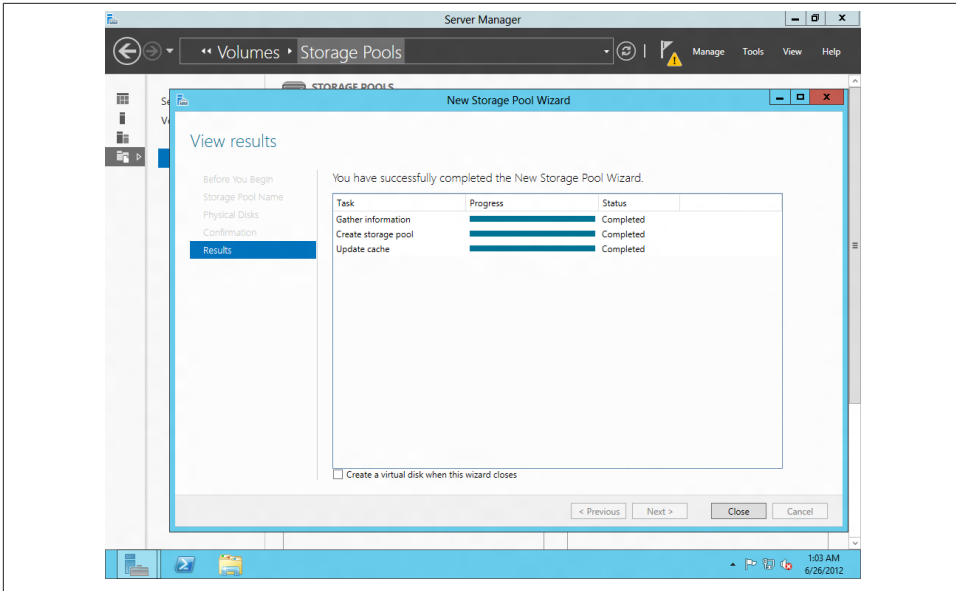 Server Manager
Volumes Storage Pools
Manage Tools View Help
STORAGE POOLS
New Storage Pool Wizard
View results
Before You Begin
Storage Pool Name
Physical Disks
Confirmation
Results
You have successfully completed the New Storage Pool Wizard.
Task Progress Status
Gather information Completed
Create storage pool Completed
Update cache Completed
Create a virtual disk when this wizard closes
< Previous Next > Close Cancel
1:03 AM
6/26/2012